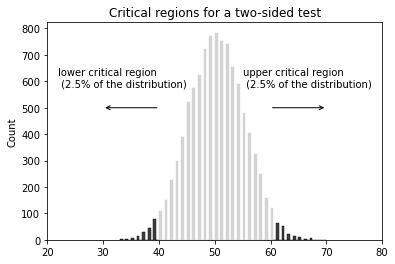 Critical regions for a two-sided test
800
700
600
500
400
300
200
100
0
Count
lower critical region
(2.5% of the distribution)
upper critical region
(2.5% of the distribution)
20
30
40
50
60
70
80